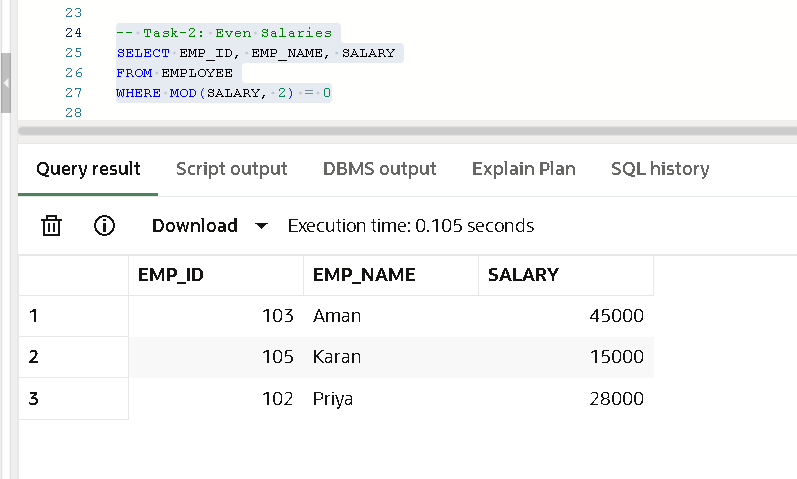 23
24 -- Task-2: Even Salaries
25 SELECT EMP_ID, EMP_NAME, SALARY
26 FROM EMPLOYEE
27 WHERE MOD(SALARY, 2) = 0
28
Query result Script output DBMS output Explain Plan SQL history
Download Execution time: 0.105 seconds
EMP_ID EMP_NAME SALARY
1 103 Aman 45000
2 105 Karan 15000
3 102 Priya 28000